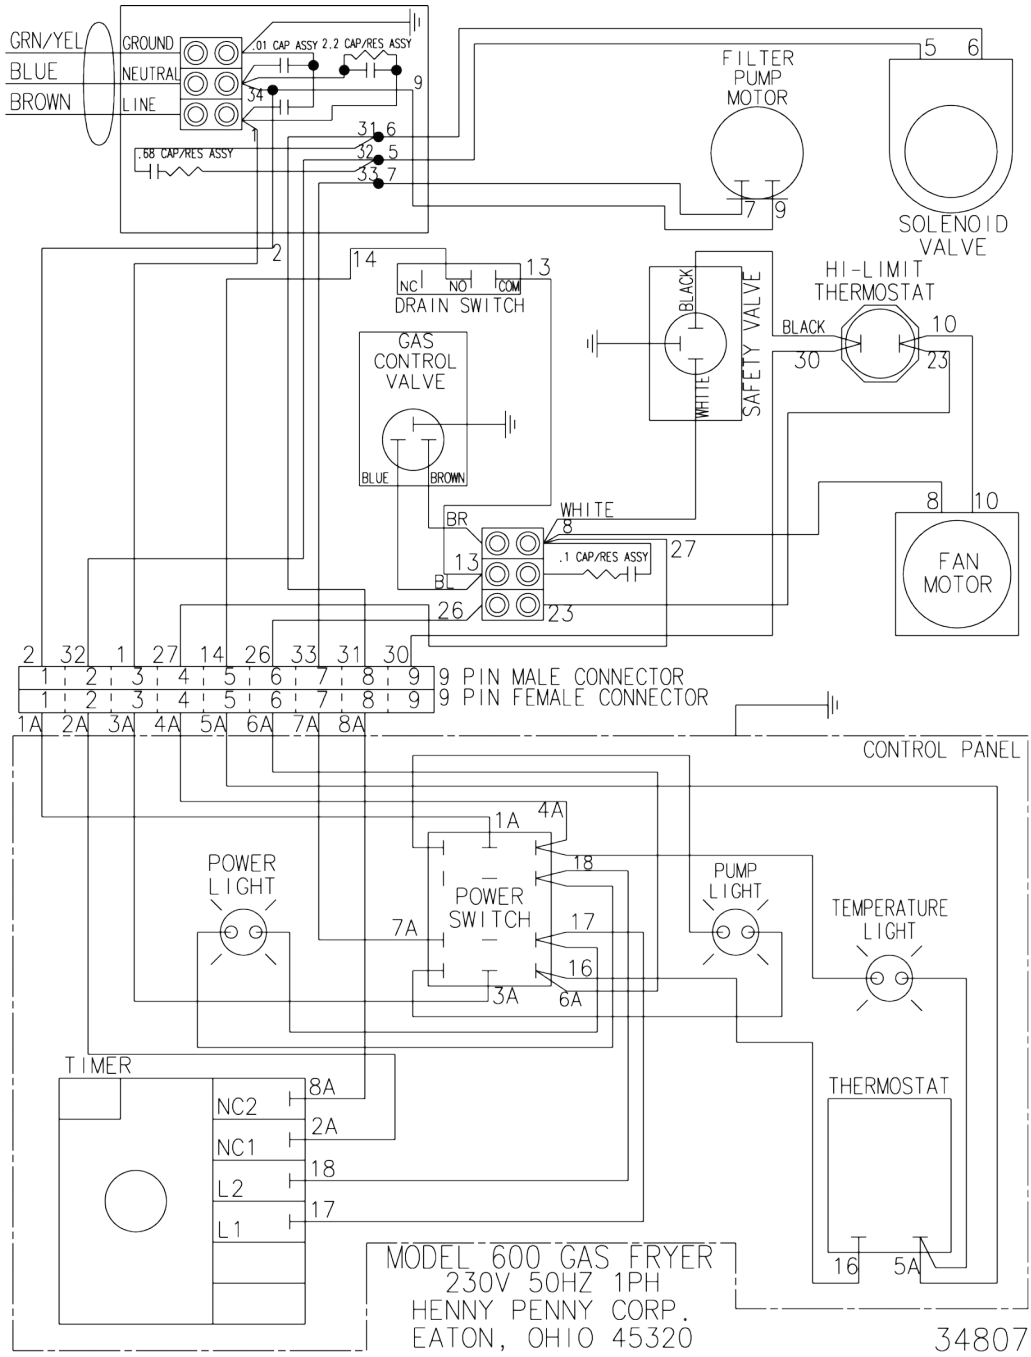 GRN/YEL
BLUE
BROWN
GROUND
NEUTRAL
LINE
.01 CAP ASSY
2.2 CAP/RES ASSY
34
9
1
31 6
32 5
33 7
.68 CAP/RES ASSY
2
FILTER
PUMP
MOTOR
7 9
5 6
SOLENOID
VALVE
14
13
NC NO COM
DRAIN SWITCH
GAS
CONTROL
VALVE
BLUE BROWN
BLACK
WHITE
SAFETY VALVE
HI-LIMIT
THERMOSTAT
BLACK
30
10
23
8 10
FAN
MOTOR
WHITE
8
BR
13
BL
26
.1 CAP/RES ASSY
27
23
2 32 1 27 14 26 33 31 30
1 2 3 4 5 6 7 8 9 9 PIN MALE CONNECTOR
1 2 3 4 5 6 7 8 9 9 PIN FEMALE CONNECTOR
1A 2A 3A 4A 5A 6A 7A 8A
CONTROL PANEL
1A
4A
18
POWER
SWITCH
7A
17
16
3A
6A
POWER
LIGHT
PUMP
LIGHT
TEMPERATURE
LIGHT
TIMER
NC2 8A
NC1 2A
L2 18
L1 17
THERMOSTAT
16 5A
MODEL 600 GAS FRYER
230V 50HZ 1PH
HENNY PENNY CORP.
EATON, OHIO 45320
34807